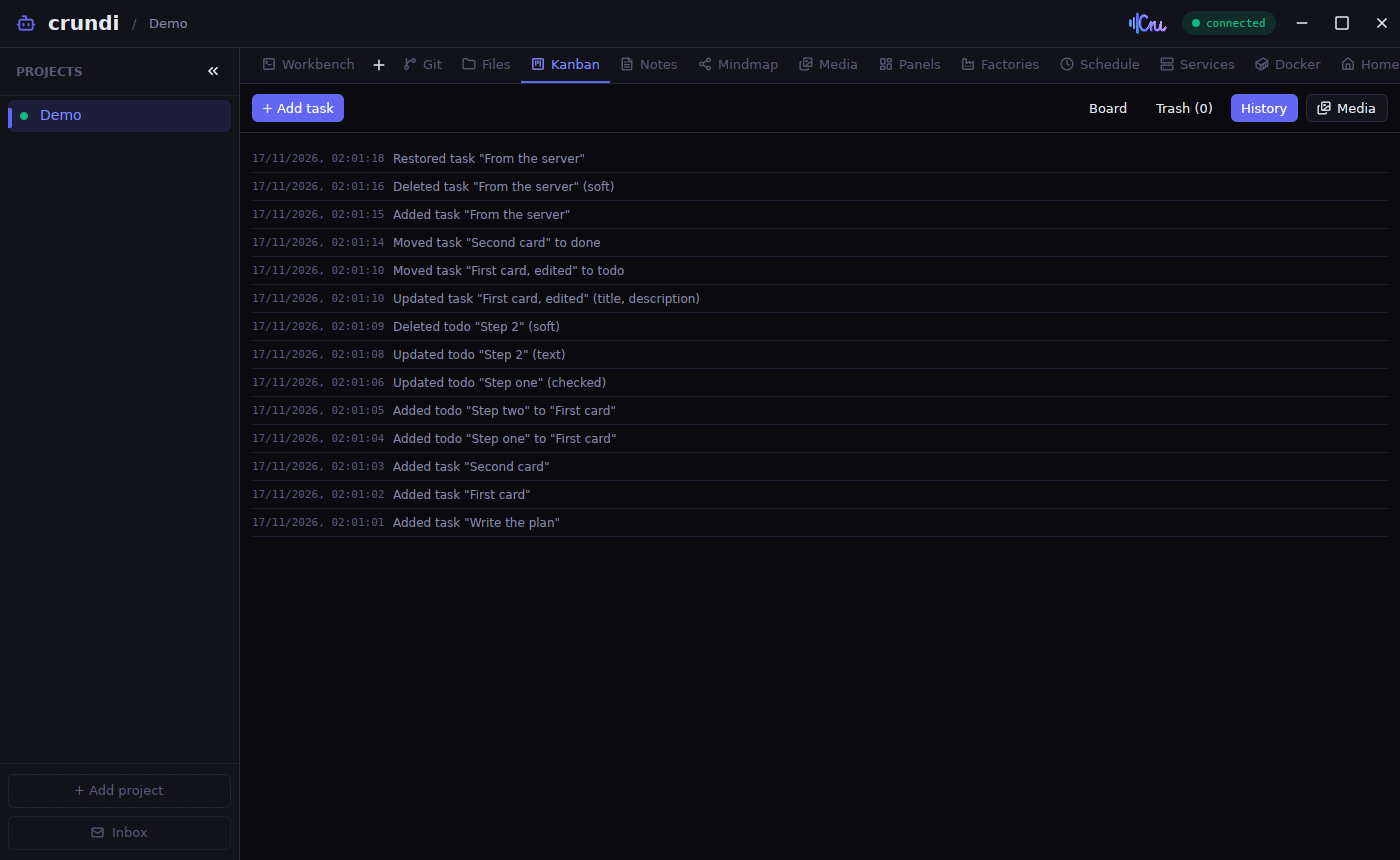 crundi / Demo
Cru
connected
PROJECTS
Demo
+ Add project
Inbox
Workbench + Git Files Kanban Notes Mindmap Media Panels Factories Schedule Services Docker Home
+ Add task
Board Trash (0) History Media
17/11/2026, 02:01:18 Restored task "From the server"
17/11/2026, 02:01:16 Deleted task "From the server" (soft)
17/11/2026, 02:01:15 Added task "From the server"
17/11/2026, 02:01:14 Moved task "Second card" to done
17/11/2026, 02:01:10 Moved task "First card, edited" to todo
17/11/2026, 02:01:10 Updated task "First card, edited" (title, description)
17/11/2026, 02:01:09 Deleted todo "Step 2" (soft)
17/11/2026, 02:01:08 Updated todo "Step 2" (text)
17/11/2026, 02:01:06 Updated todo "Step one" (checked)
17/11/2026, 02:01:05 Added todo "Step two" to "First card"
17/11/2026, 02:01:04 Added todo "Step one" to "First card"
17/11/2026, 02:01:03 Added task "Second card"
17/11/2026, 02:01:02 Added task "First card"
17/11/2026, 02:01:01 Added task "Write the plan"